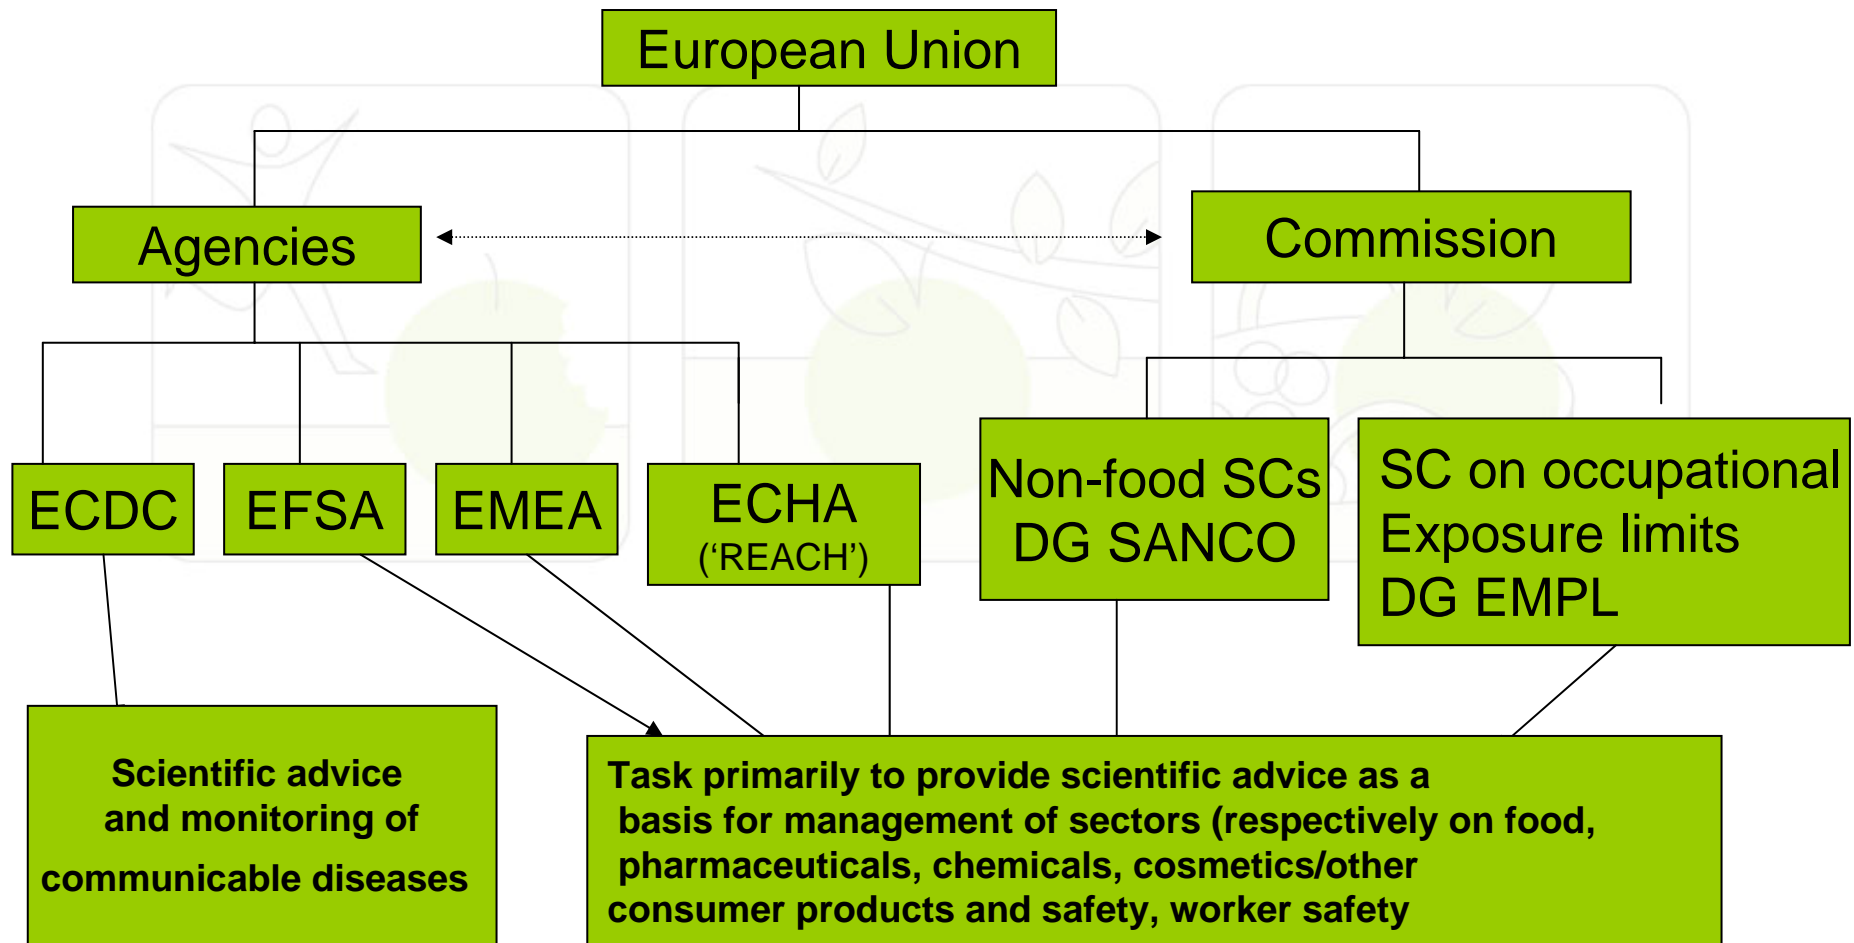 European Union
Agencies
Commission
ECDC
EFSA
EMEA
ECHA
(‘REACH’)
Non-food SCs
DG SANCO
SC on occupational
Exposure limits
DG EMPL
Scientific advice
and monitoring of
communicable diseases
Task primarily to provide scientific advice as a
basis for management of sectors (respectively on food,
pharmaceuticals, chemicals, cosmetics/other
consumer products and safety, worker safety